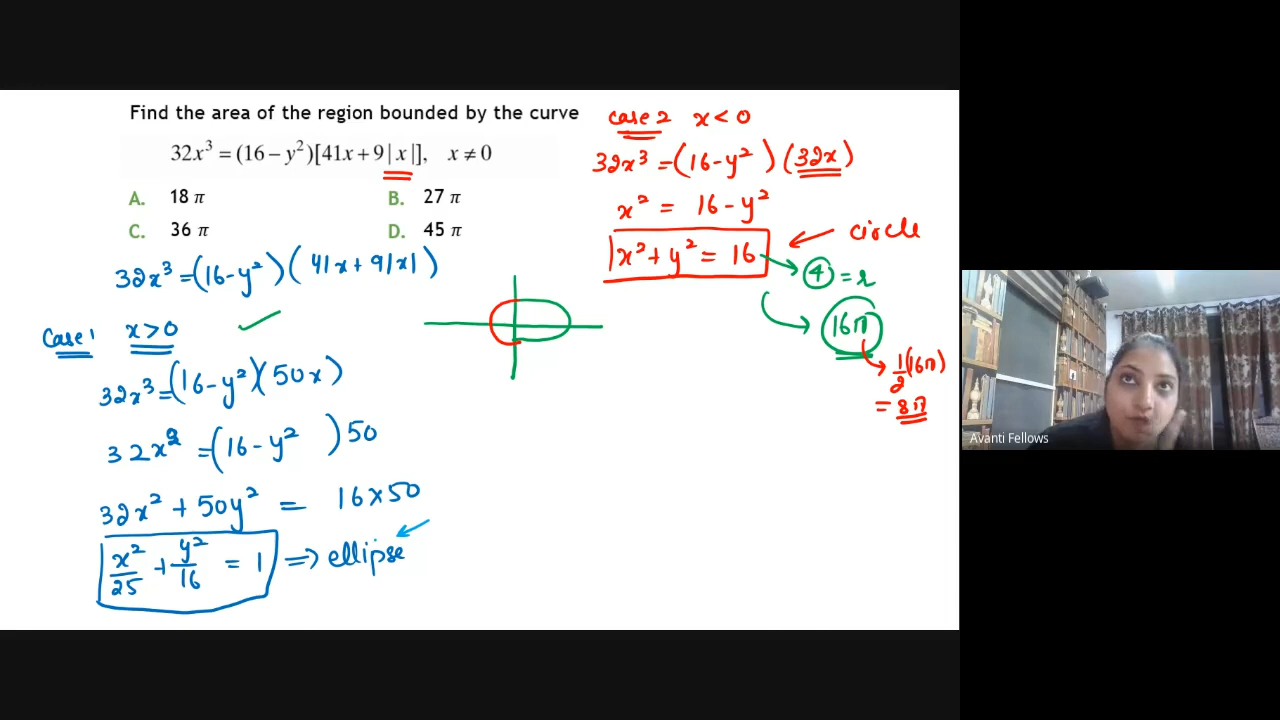 Find the area of the region bounded by the curve
32x³ = (16 – y²)[41x + 9|x|], x ≠ 0
A. 18 π
B. 27 π
C. 36 π
D. 45 π
32x³ = (16-y²)(41x + 9|x|)
Case 1 x>0
32x³ = (16-y²)(50x)
32x² = (16-y² )50
32x² + 50y² = 16×50
x²/25 + y²/16 = 1 ⇒ ellipse
Case 2 x<0
32x³ = (16-y²)(32x)
x² = 16-y²
x² + y² = 16
circle
4 = r
16π
1/2(16π)
= 8π
Avanti Fellows